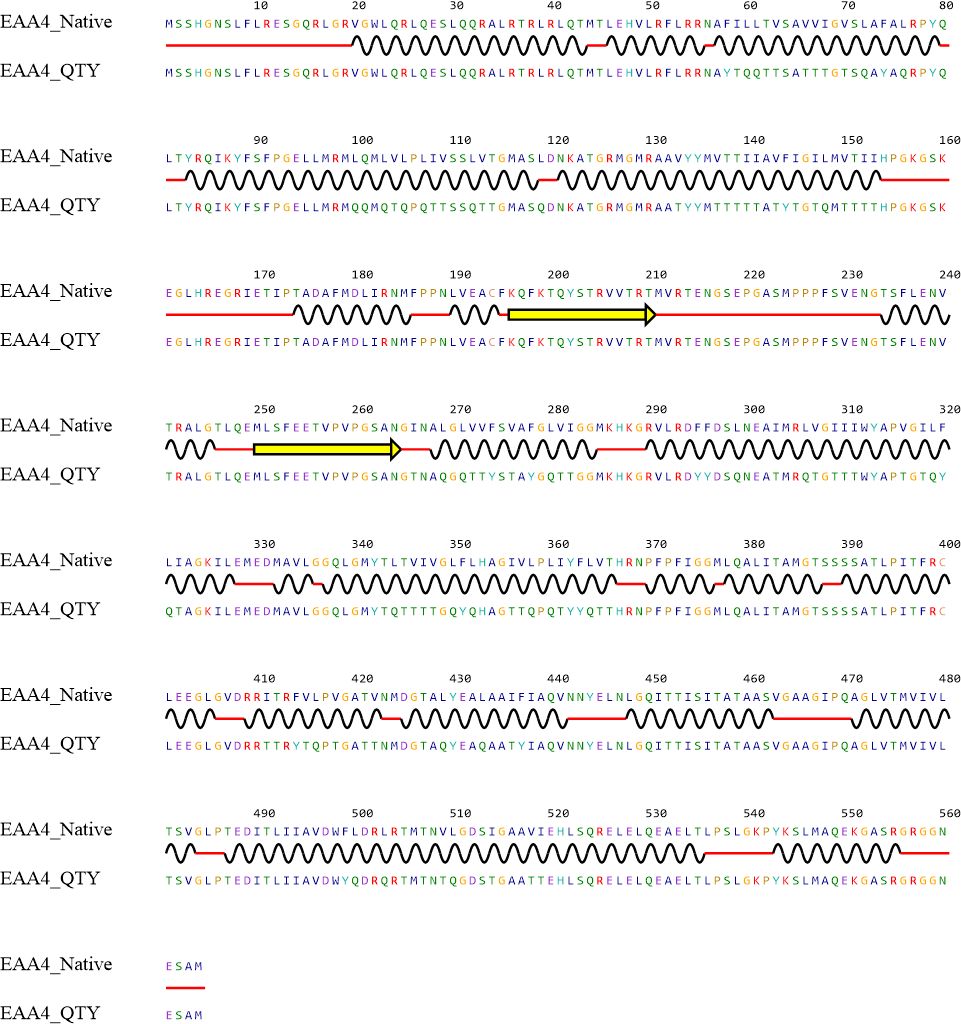 10 20 30 40 50 60 70 80
EAA4_Native MSSHGNSLFLRESGQRLGRVGWLQRLQESLQQRALRTRLRLQTMTLEHVLRFLRRNAFILLTVSAVVIGVSLAFALRPYQ
EAA4_QTY MSSHGNSLFLRESGQRLGRVGWLQRLQESLQQRALRTRLRLQTMTLEHVLRFLRRNAYTQQTTSATTTGTSQAYAQRPYQ
90 100 110 120 130 140 150 160
EAA4_Native LTYRQIKYFSFPGELLMRMLQMLVLPLIVSSLVTGMASLDNKATGRMGMRAAVYYMVTTIIAVFIGILMVTIIHPGKGSK
EAA4_QTY LTYRQIKYFSFPGELLMRMQQMQTQPQTTSSQTTGMASQDNKATGRMGMRAATYYMTTTTTATYTGTQMTTTTHPGKGSK
170 180 190 200 210 220 230 240
EAA4_Native EGLHREGRIETIPTADAFMDLIRNMFPPNLVEACFKQFKTQYSTRVVTRTMVRTENGSEPGASMPPPFSVENGTSFLENV
EAA4_QTY EGLHREGRIETIPTADAFMDLIRNMFPPNLVEACFKQFKTQYSTRVVTRTMVRTENGSEPGASMPPPFSVENGTSFLENV
250 260 270 280 290 300 310 320
EAA4_Native TRALGTLQEMLSFEETVPVPGSANGINALGLVVFSVAFGLVIGGMKHKGRVLRDFFDSLNEAIMRLVGIIIWYAPVGILF
EAA4_QTY TRALGTLQEMLSFEETVPVPGSANGTNAQGQTTYSTAYGQTTGGMKHKGRVLRDYYDSQNEATMRQTGTTTWYAPTGTQY
330 340 350 360 370 380 390 400
EAA4_Native LIAGKILEMEDMAVLGGQLGMYTLTVIVGLFLHAGIVLPLIYFLVTHRNPFPFIGGMLQALITAMGTSSSSATLPITFRC
EAA4_QTY QTAGKILEMEDMAVLGGQLGMYTQTTTTGQYQHAGTTQPQTYYQTTHRNPFPFIGGMLQALITAMGTSSSSATLPITFRC
410 420 430 440 450 460 470 480
EAA4_Native LEEGLGVDRRITRFVLPVGATVNMDGTALYEALAAIFIAQVNNYELNLGQITTISITATAASVGAAGIPQAGLVTMVIVL
EAA4_QTY LEEGLGVDRRTTRYTQPTGATTNMDGTAQYEAQAATYIAQVNNYELNLGQITTISITATAASVGAAGIPQAGLVTMVIVL
490 500 510 520 530 540 550 560
EAA4_Native TSVGLPTEDITLIIAVDWFLDRLRTMTNVLGDSIGAAVIEHLSQRELELQEAELTLPSLGKPYKSLMAQEKGASRGRGGN
EAA4_QTY TSVGLPTEDITLIIAVDWYQDRQRTMTNTQGDSTGAATTEHLSQRELELQEAELTLPSLGKPYKSLMAQEKGASRGRGGN
EAA4_Native ESAM
EAA4_QTY ESAM